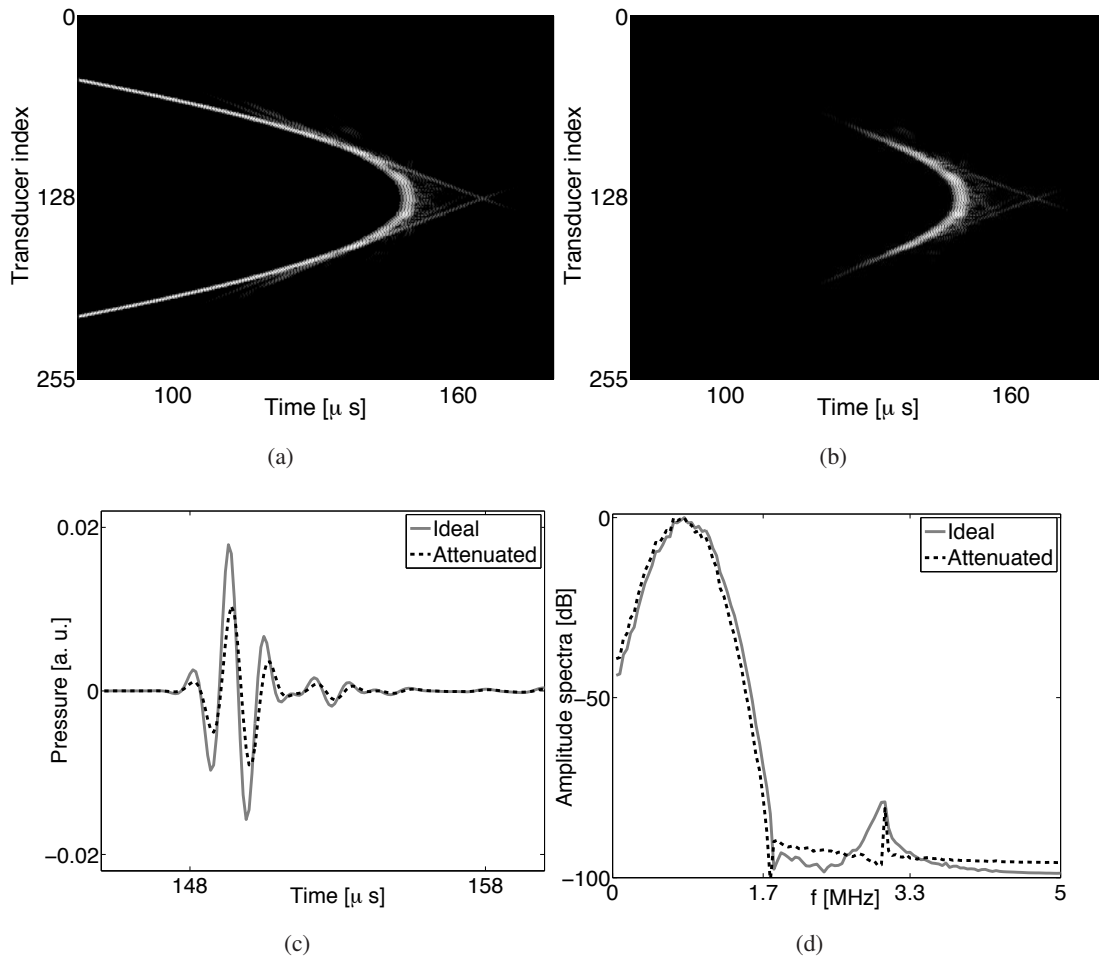 0
Transducer index
128
255
100
160
Time [μ s]
(a)
0
Transducer index
128
255
100
160
Time [μ s]
(b)
0.02
0
−0.02
Pressure [a. u.]
Ideal
Attenuated
148
158
Time [μ s]
(c)
0
−50
−100
Amplitude spectra [dB]
Ideal
Attenuated
0
1.7
3.3
5
f [MHz]
(d)